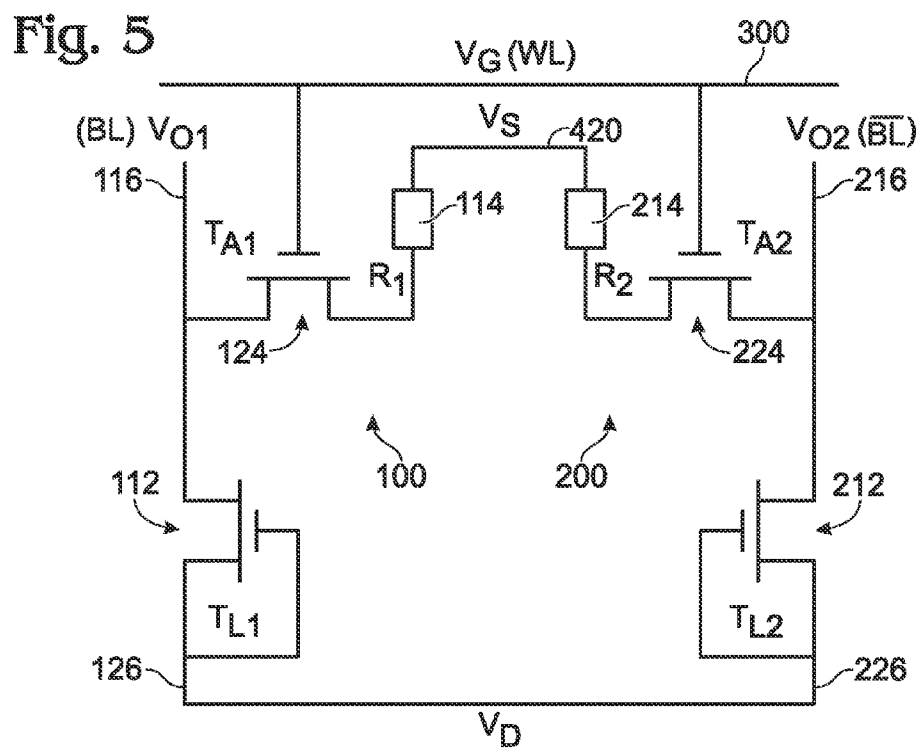 Fig. 5
V_G (WL)
300
(BL) V_O1
V_S
420
V_O2 (B̅L̅)
116
114
214
216
T_A1
T_A2
R_1
R_2
124
224
100
200
112
212
T_L1
T_L2
126
226
V_D